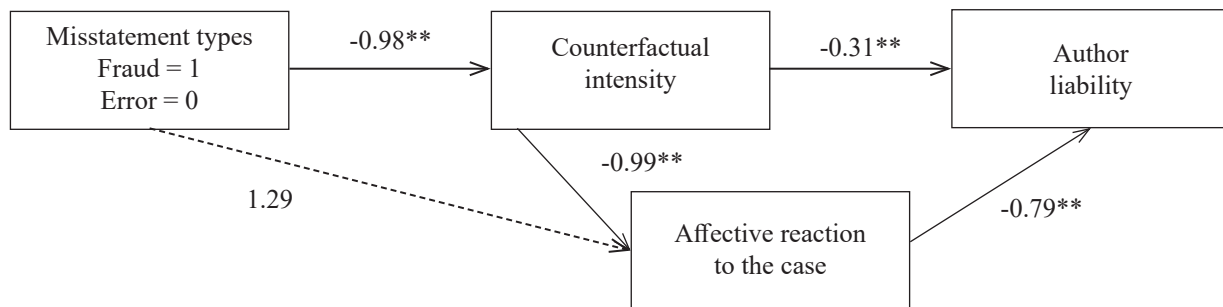 Misstatement types
Fraud = 1
Error = 0
-0.98**
Counterfactual
intensity
-0.31**
Author
liability
1.29
-0.99**
Affective reaction
to the case
-0.79**